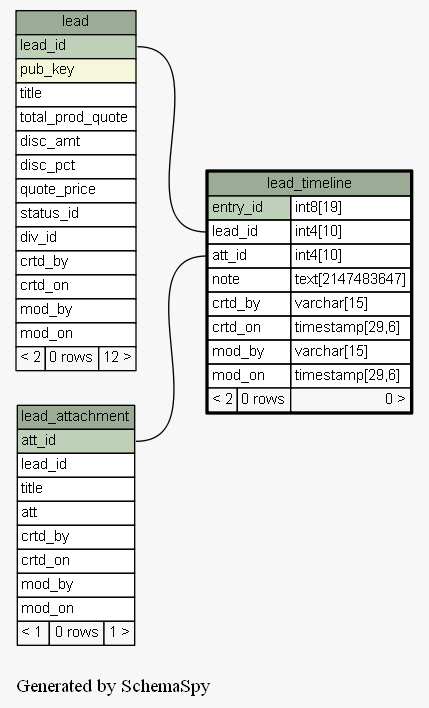 lead
lead_id
pub_key
title
total_prod_quote
disc_amt
disc_pct
quote_price
status_id
div_id
crtd_by
crtd_on
mod_by
mod_on
< 2 0 rows 12 >
lead_timeline
entry_id int8[19]
lead_id int4[10]
att_id int4[10]
note text[2147483647]
crtd_by varchar[15]
crtd_on timestamp[29,6]
mod_by varchar[15]
mod_on timestamp[29,6]
< 2 0 rows 0 >
lead_attachment
att_id
lead_id
title
att
crtd_by
crtd_on
mod_by
mod_on
< 1 0 rows 1 >
Generated by SchemaSpy